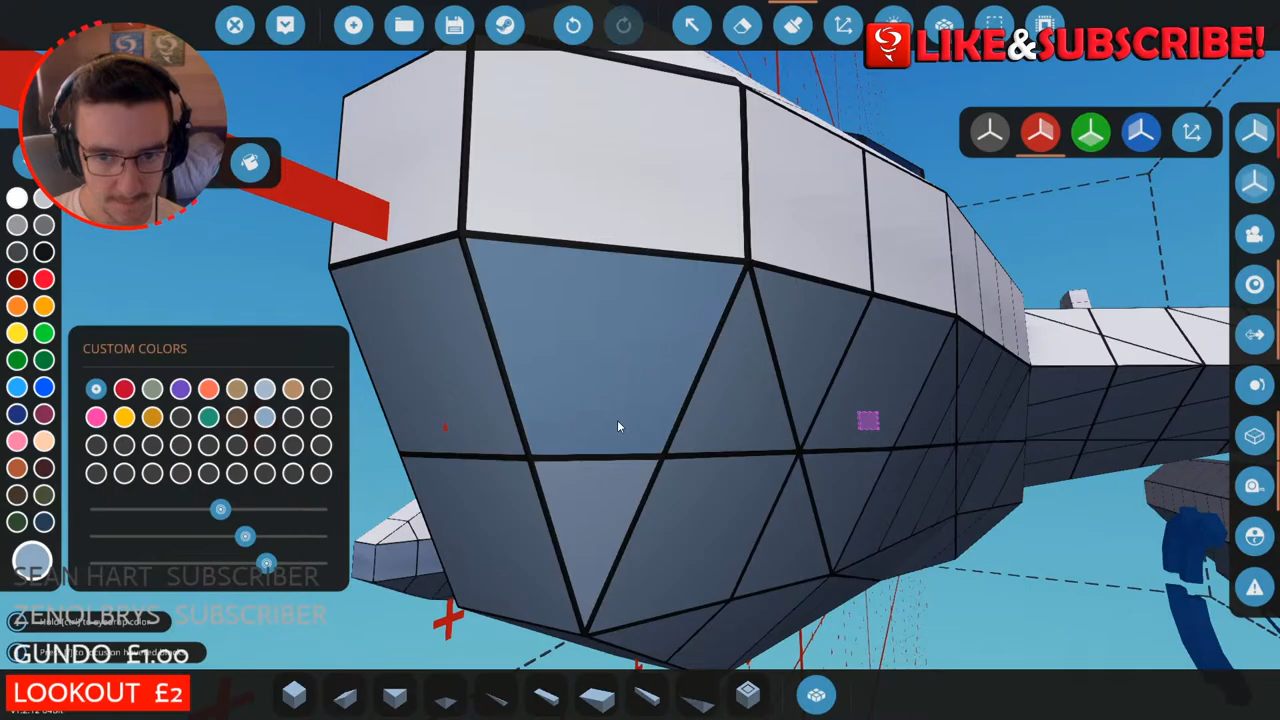 LIKE&SUBSCRIBE!
CUSTOM COLORS
SEAN HART SUBSCRIBER
ZENOLBRYS SUBSCRIBER
GUNDO £1.00
LOOKOUT £2